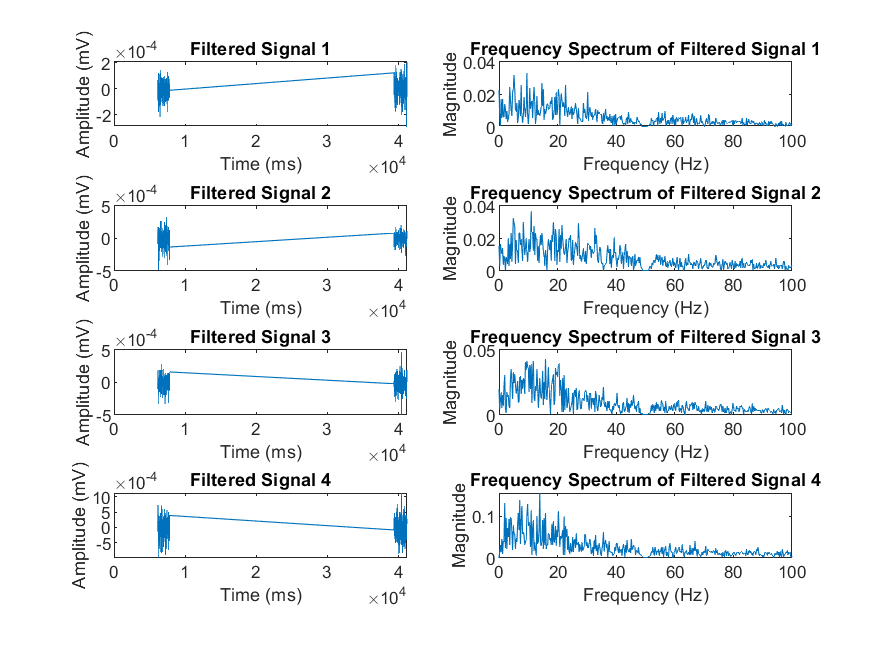 Filtered Signal 1
×10-4
Amplitude (mV)
2
0
-2
0 1 2 3 4
×104
Time (ms)
Frequency Spectrum of Filtered Signal 1
Magnitude
0.04
0.02
0
0 20 40 60 80 100
Frequency (Hz)
Filtered Signal 2
×10-4
Amplitude (mV)
5
0
-5
0 1 2 3 4
×104
Time (ms)
Frequency Spectrum of Filtered Signal 2
Magnitude
0.04
0.02
0
0 20 40 60 80 100
Frequency (Hz)
Filtered Signal 3
×10-4
Amplitude (mV)
5
0
-5
0 1 2 3 4
×104
Time (ms)
Frequency Spectrum of Filtered Signal 3
Magnitude
0.05
0
0 20 40 60 80 100
Frequency (Hz)
Filtered Signal 4
×10-4
Amplitude (mV)
10
5
0
-5
0 1 2 3 4
×104
Time (ms)
Frequency Spectrum of Filtered Signal 4
Magnitude
0.1
0
0 20 40 60 80 100
Frequency (Hz)